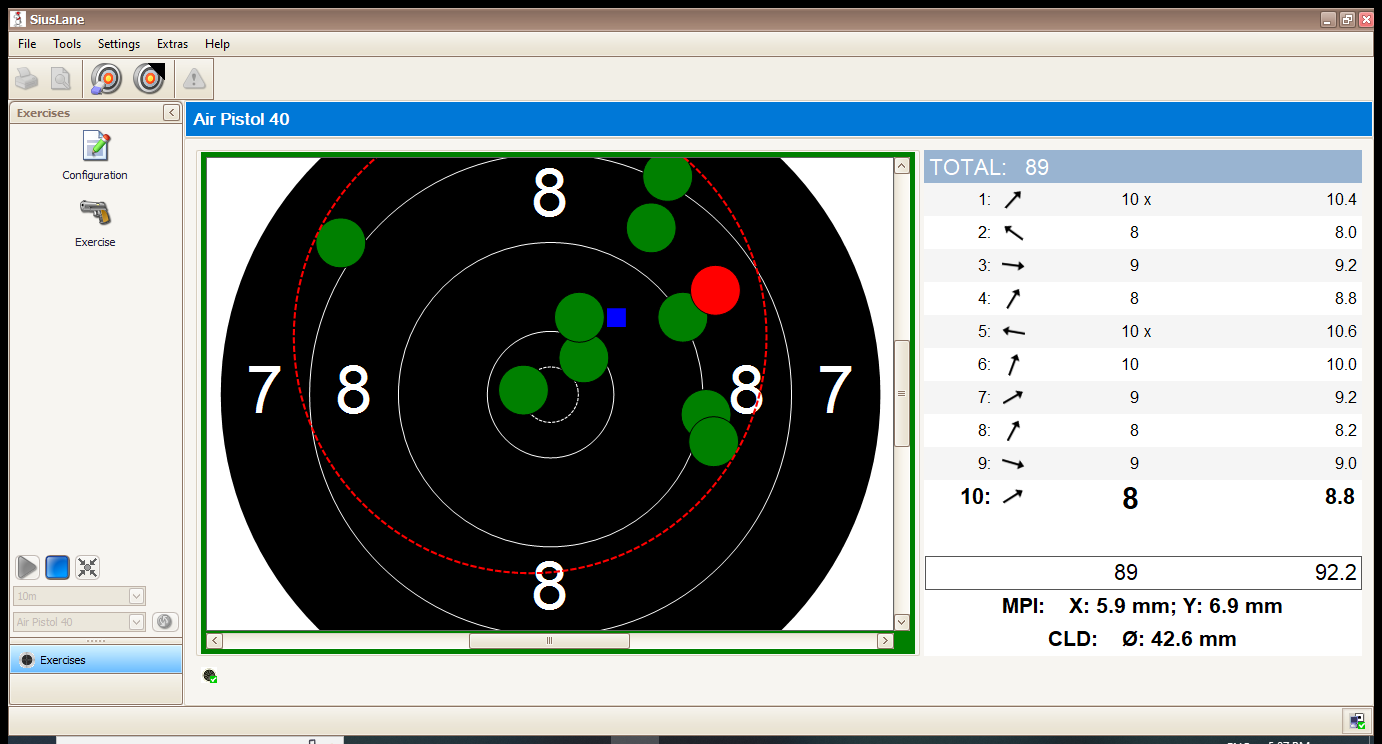 SiusLane
File Tools Settings Extras Help
Exercises
Configuration
Exercise
10m
Air Pistol 40
Exercises
Air Pistol 40
8
7 8 8 7
8
TOTAL: 89
1: 10 x 10.4
2: 8 8.0
3: 9 9.2
4: 8 8.8
5: 10 x 10.6
6: 10 10.0
7: 9 9.2
8: 8 8.2
9: 9 9.0
10: 8 8.8
89 92.2
MPI: X: 5.9 mm; Y: 6.9 mm
CLD: Ø: 42.6 mm